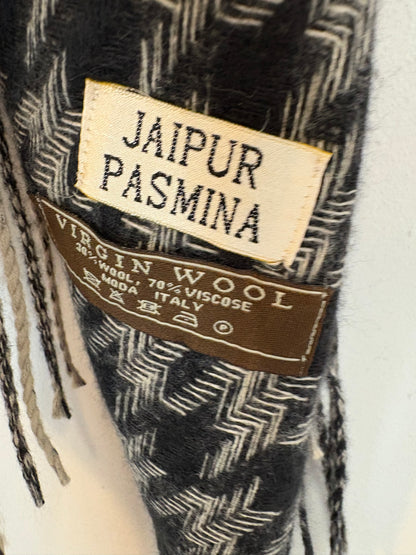 JAIPUR
PASMINA
VIRGIN WOOL
30% WOOL, 70% VISCOSE
MODA ITALY
P